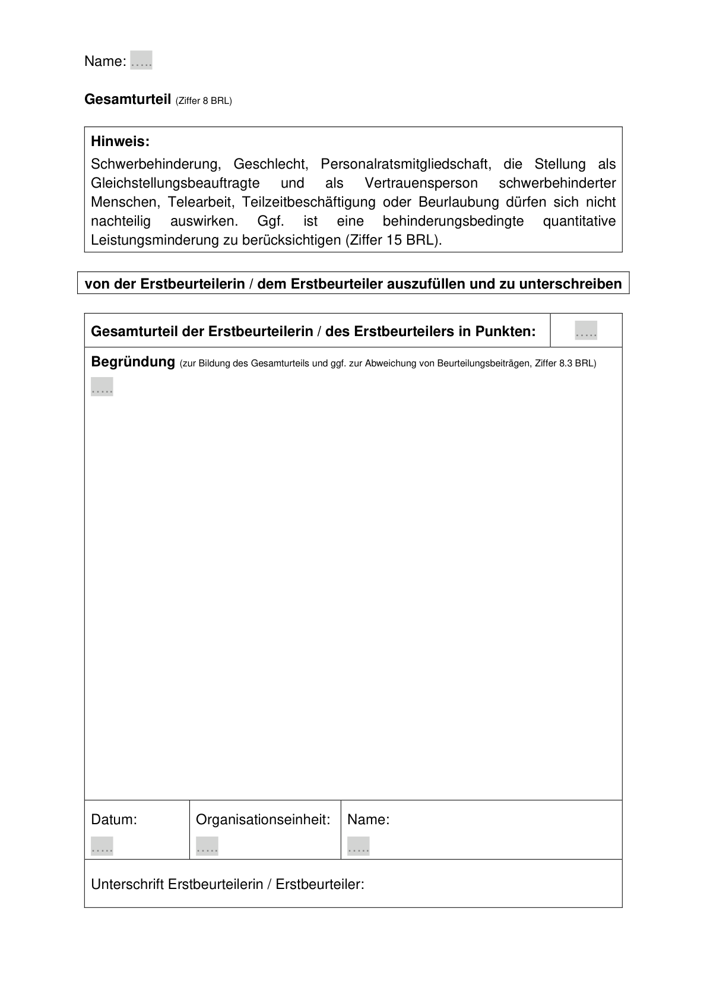 Name: .....
Gesamturteil (Ziffer 8 BRL)
Hinweis:
Schwerbehinderung, Geschlecht, Personalratsmitgliedschaft, die Stellung als
Gleichstellungsbeauftragte und als Vertrauensperson schwerbehinderter
Menschen, Telearbeit, Teilzeitbeschäftigung oder Beurlaubung dürfen sich nicht
nachteilig auswirken. Ggf. ist eine behinderungsbedingte quantitative
Leistungsminderung zu berücksichtigen (Ziffer 15 BRL).
von der Erstbeurteilerin / dem Erstbeurteiler auszufüllen und zu unterschreiben
Gesamturteil der Erstbeurteilerin / des Erstbeurteilers in Punkten: .....
Begründung (zur Bildung des Gesamturteils und ggf. zur Abweichung von Beurteilungsbeiträgen, Ziffer 8.3 BRL)
.....
Datum: Organisationseinheit: Name:
..... ..... .....
Unterschrift Erstbeurteilerin / Erstbeurteiler: